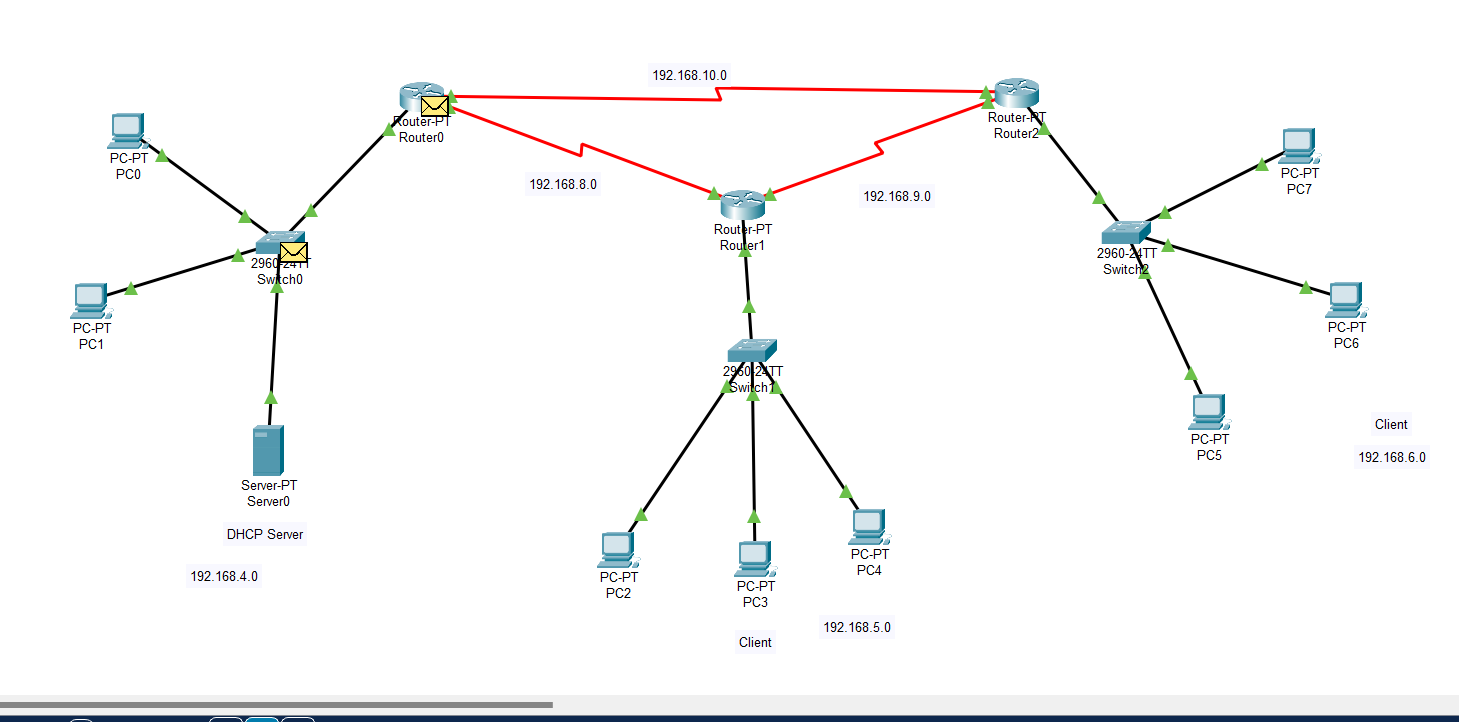 192.168.10.0
Router-PT
Router0
Router-PT
Router2
PC-PT
PC0
PC-PT
PC7
192.168.8.0
192.168.9.0
Router-PT
Router1
2960-24TT
Switch0
2960-24TT
Switch2
PC-PT
PC1
PC-PT
PC6
2960-24TT
Switch1
PC-PT
PC5
Client
192.168.6.0
Server-PT
Server0
DHCP Server
192.168.4.0
PC-PT
PC2
PC-PT
PC3
PC-PT
PC4
192.168.5.0
Client